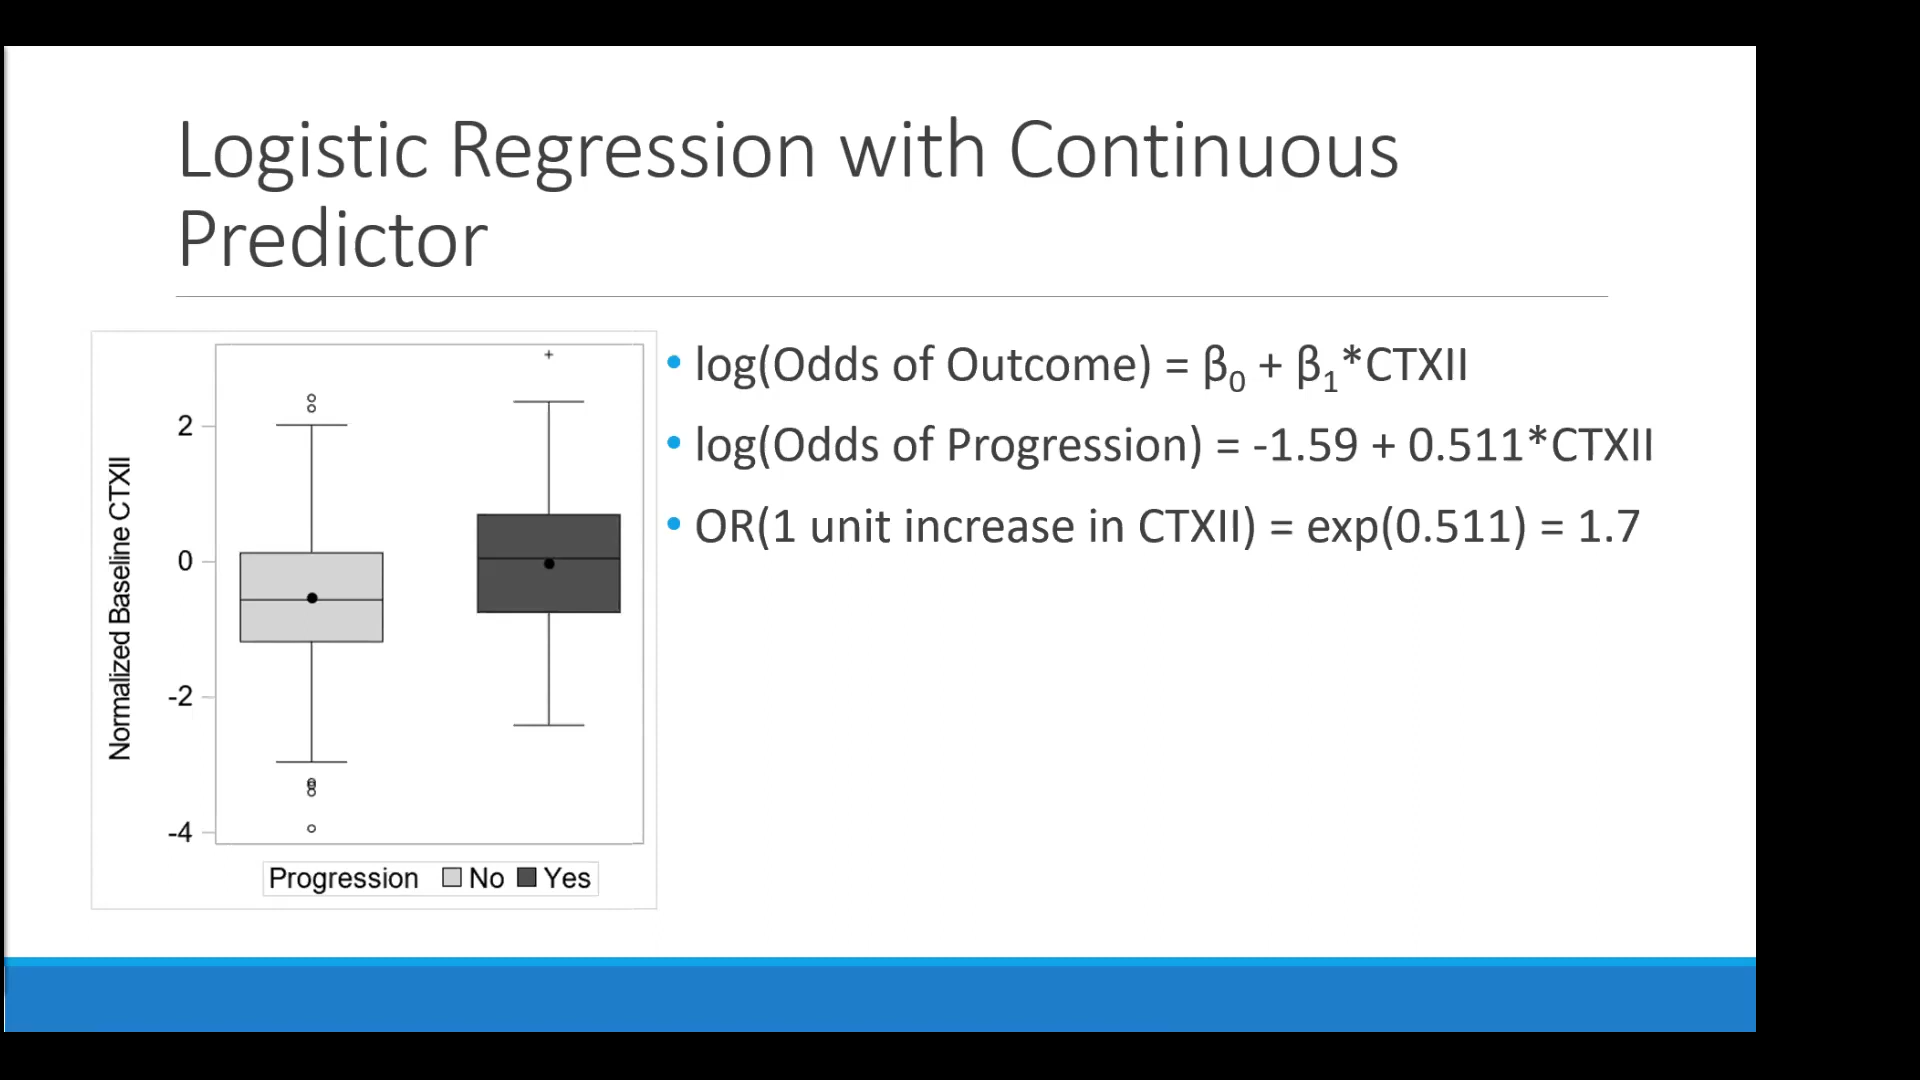 Logistic Regression with Continuous
Predictor
• log(Odds of Outcome) = β₀ + β₁*CTXII
• log(Odds of Progression) = -1.59 + 0.511*CTXII
• OR(1 unit increase in CTXII) = exp(0.511) = 1.7
Normalized Baseline CTXII
2
0
-2
-4
Progression No Yes